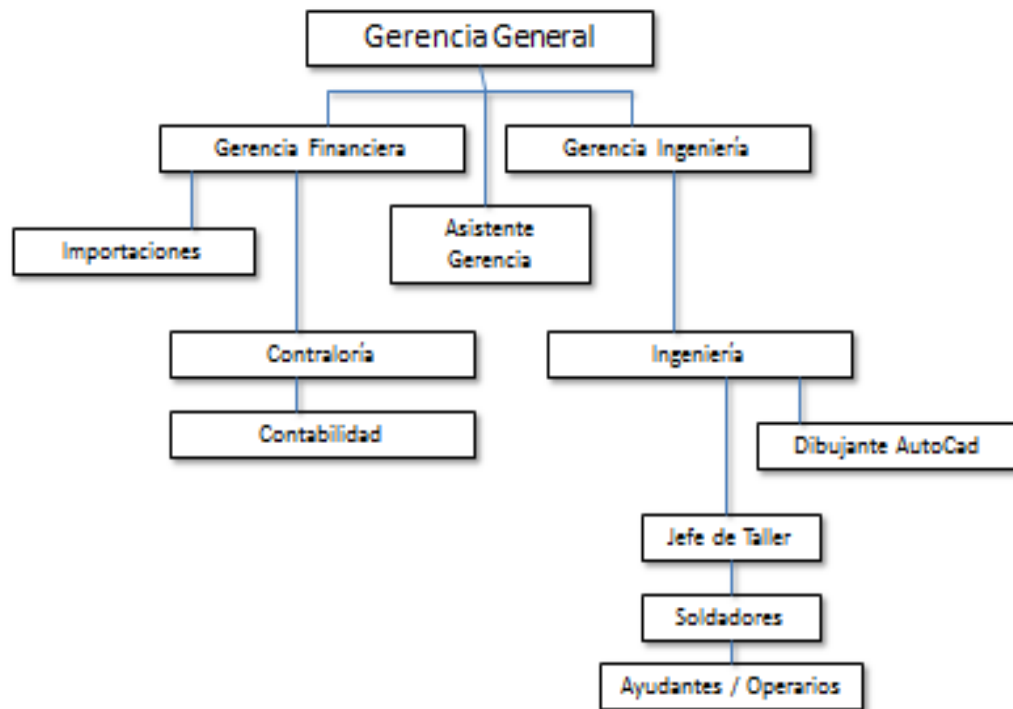 Gerencia General
Gerencia Financiera
Gerencia Ingeniería
Importaciones
Asistente
Gerencia
Contraloría
Ingeniería
Contabilidad
Dibujante AutoCad
Jefe de Taller
Soldadores
Ayudantes / Operarios